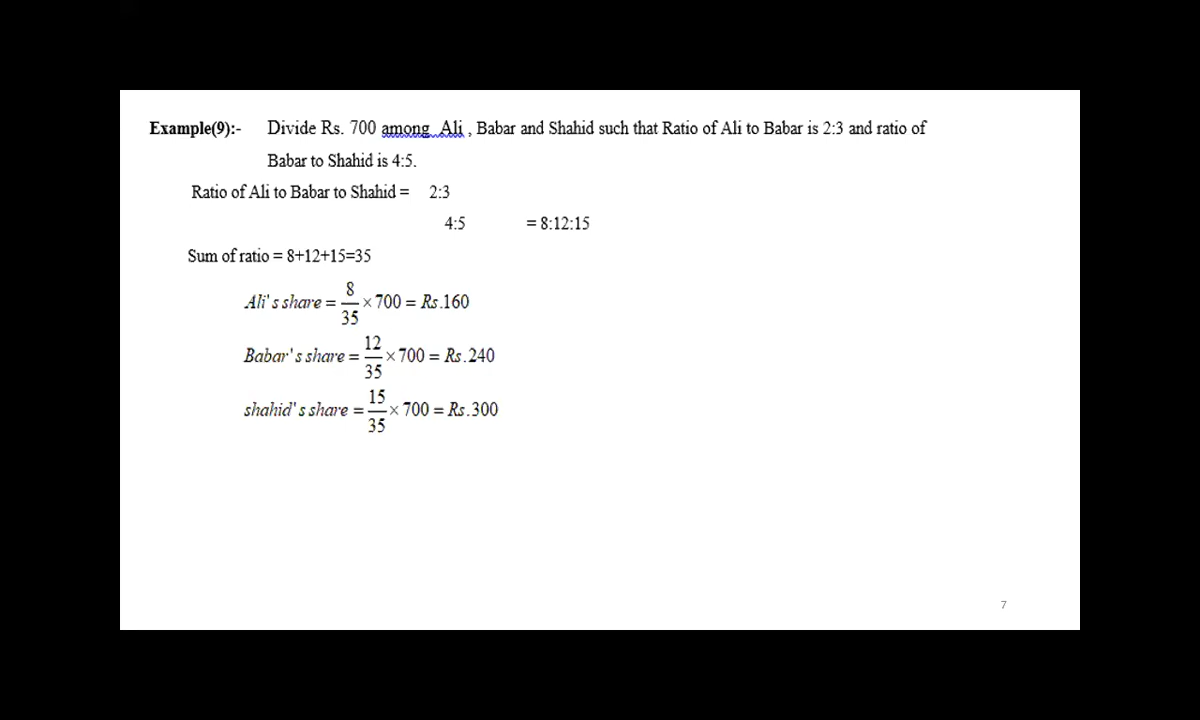 Example(9):- Divide Rs. 700 among Ali , Babar and Shahid such that Ratio of Ali to Babar is 2:3 and ratio of
Babar to Shahid is 4:5.
Ratio of Ali to Babar to Shahid = 2:3
4:5 = 8:12:15
Sum of ratio = 8+12+15=35
Ali's share = 8/35 × 700 = Rs.160
Babar's share = 12/35 × 700 = Rs.240
shahid's share = 15/35 × 700 = Rs.300
7